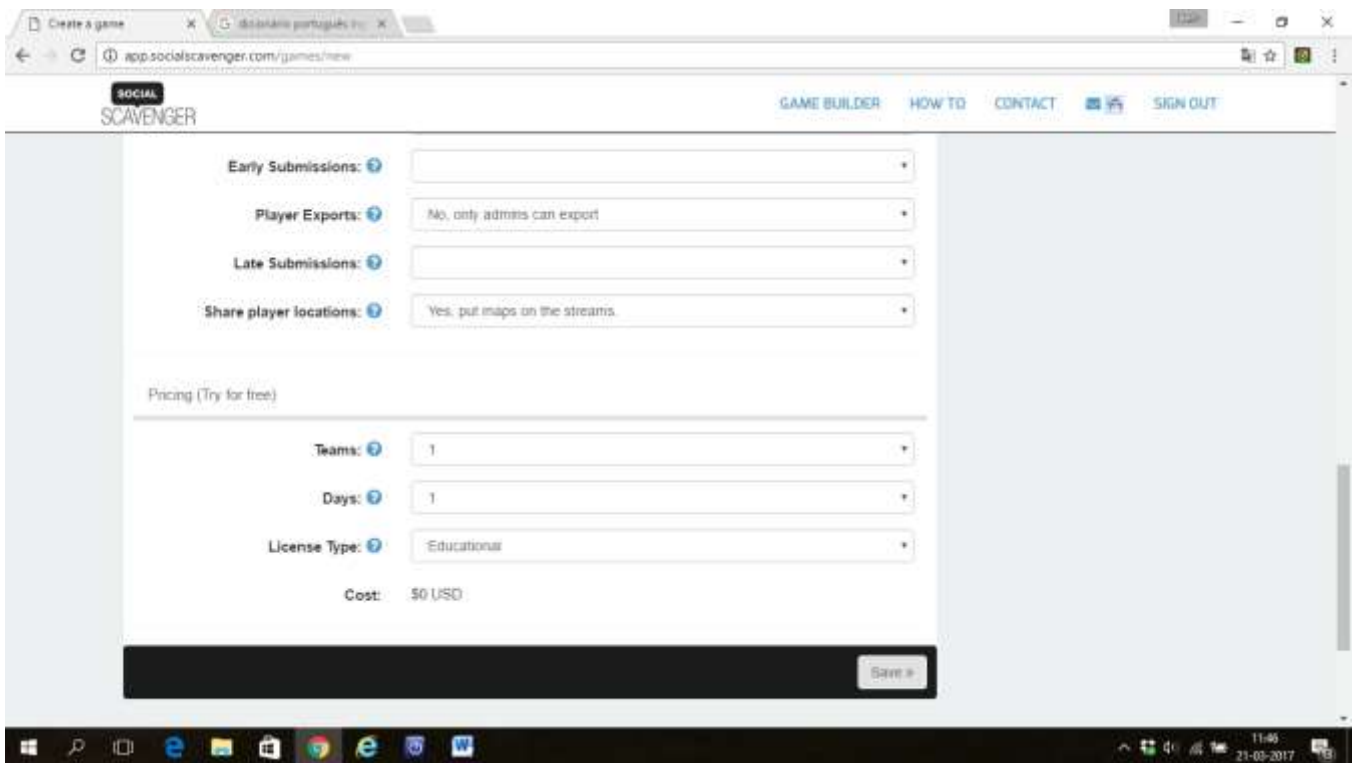 Create a game
dicionário português
app.socialscavenger.com/games/new
SOCIAL
SCAVENGER
GAME BUILDER HOW TO CONTACT SIGN OUT
Early Submissions:
Player Exports: No, only admins can export
Late Submissions:
Share player locations: Yes, put maps on the streams.
Pricing (Try for free)
Teams: 1
Days: 1
License Type: Educational
Cost: $0 USD
Save »
11:46
21-03-2017